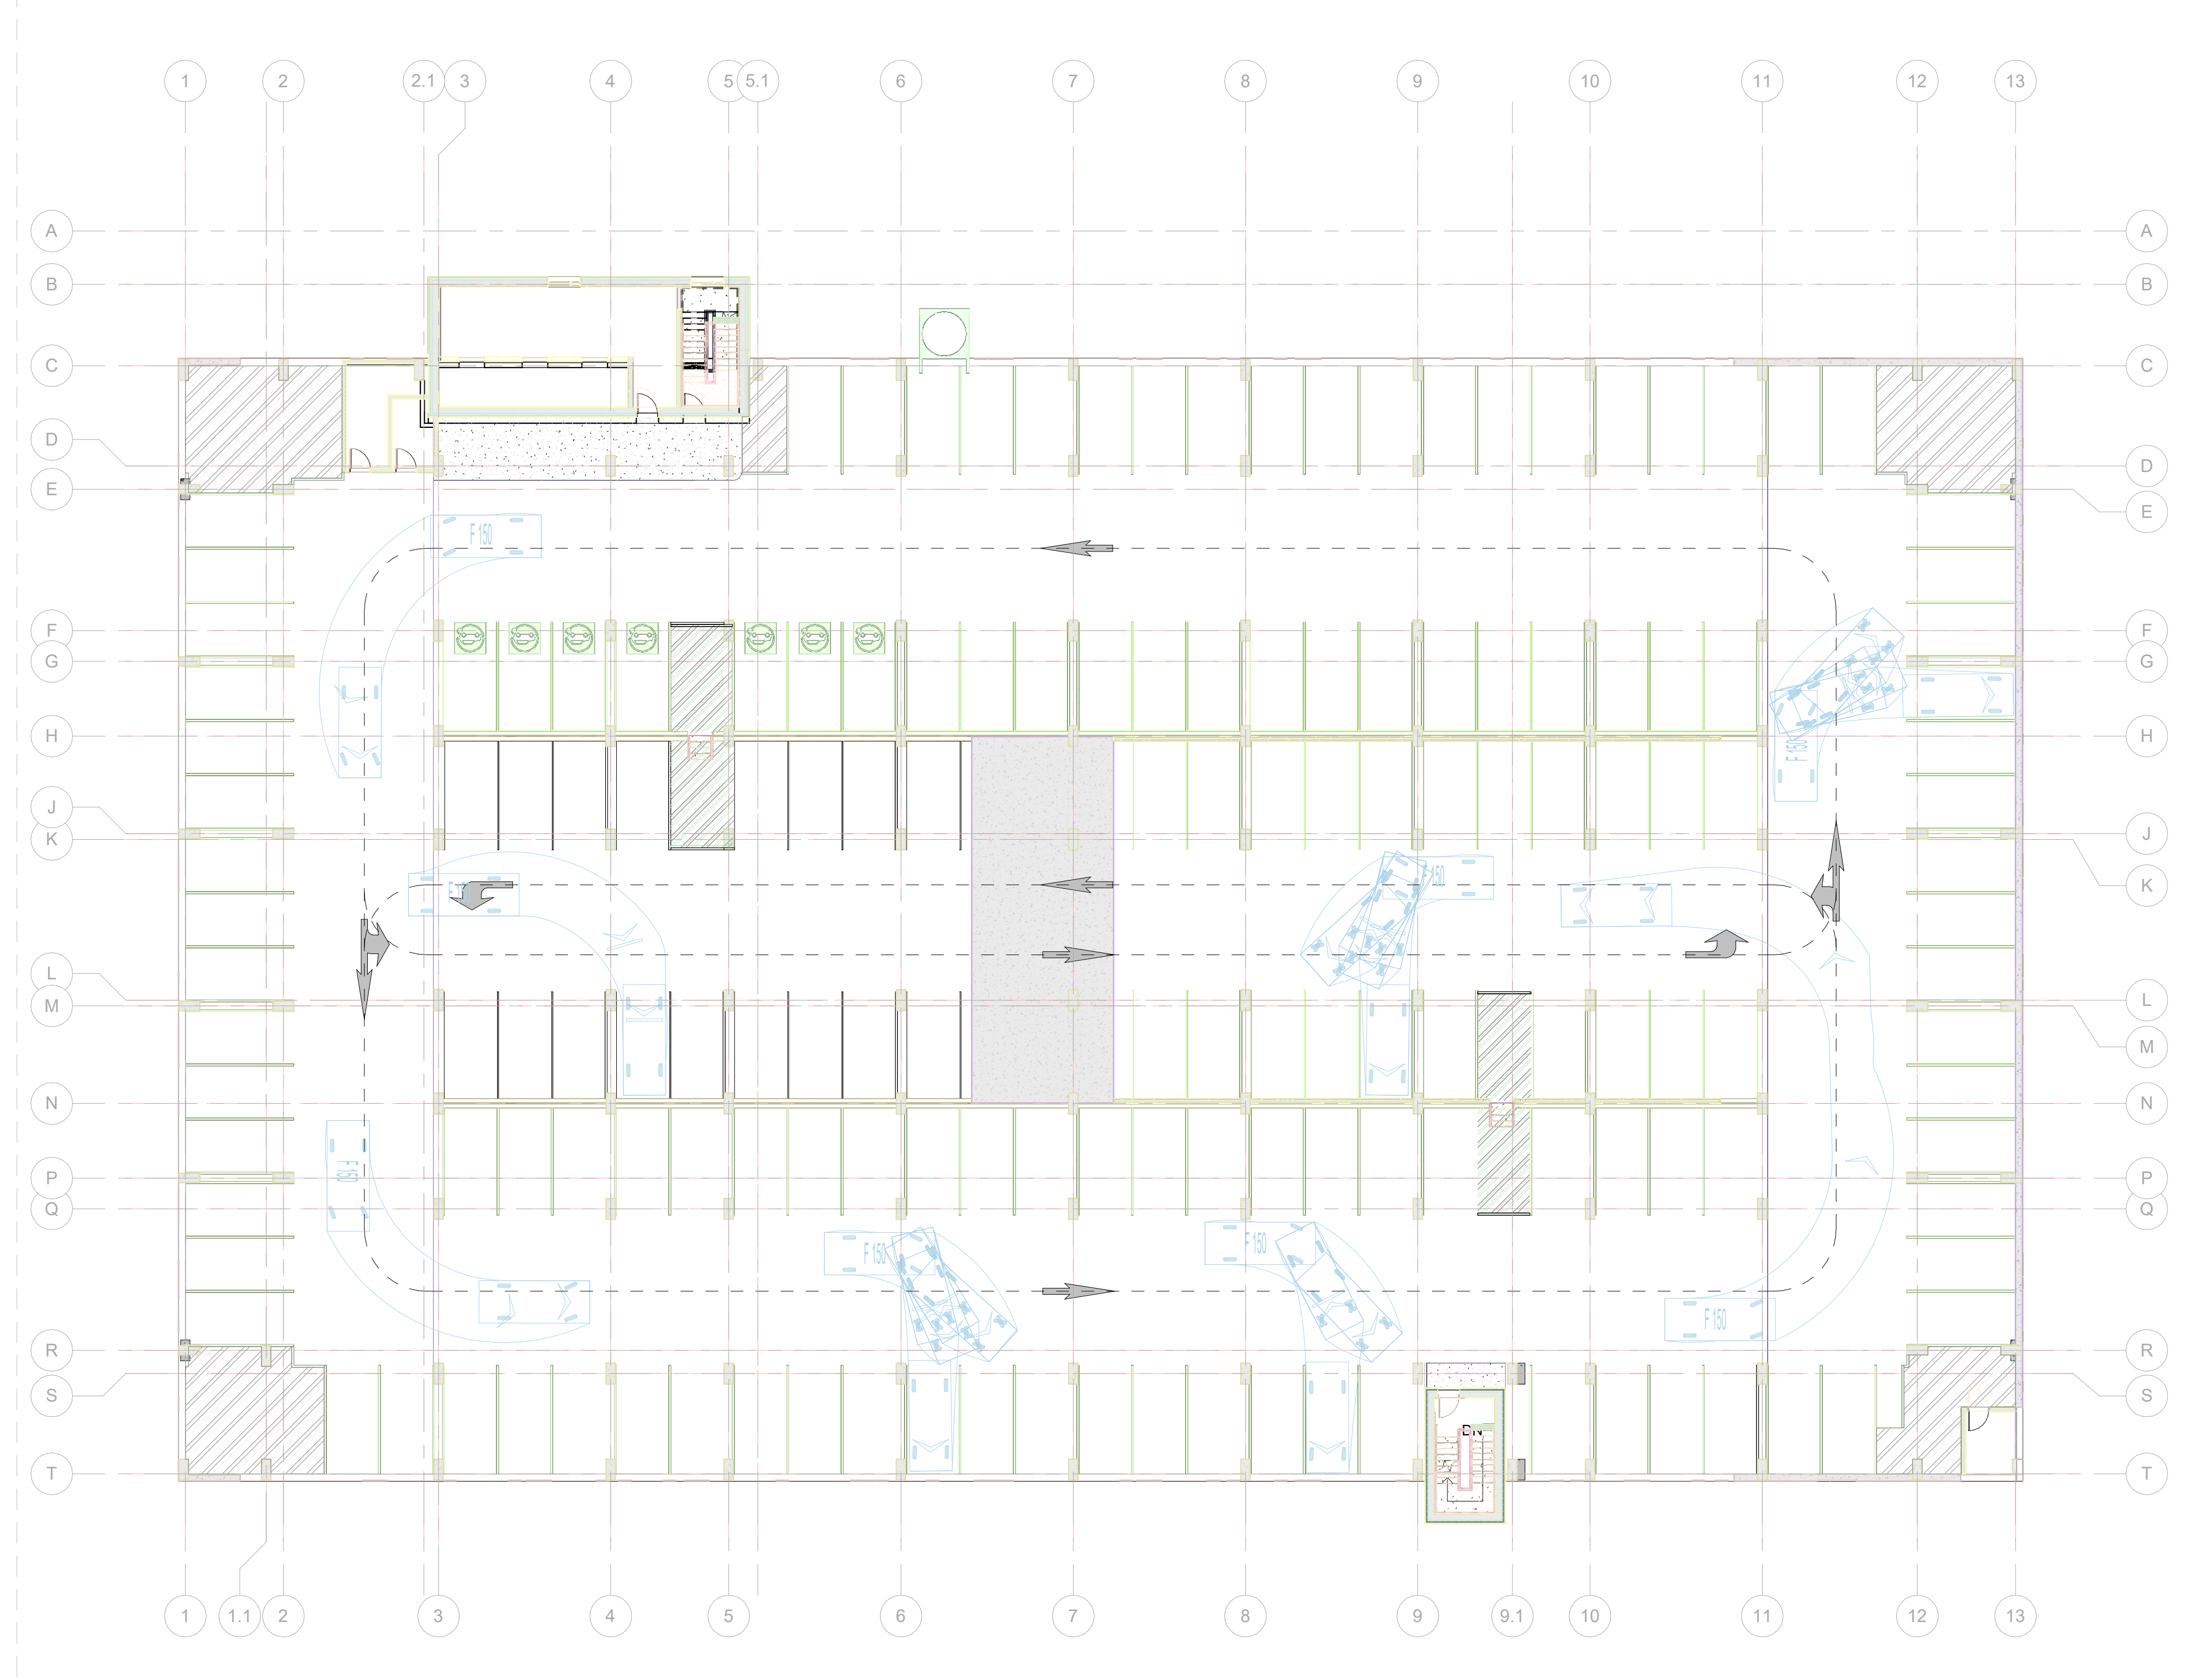 1 2 2.1 3 4 5 5.1 6 7 8 9 10 11 12 13
A A
B B
C C
D D
E E
F 150
F F
G G
H H
F 150
J J
K K
F 150
L L
M M
N N
P P
F 150
Q Q
F 150 F 150
F 150
R R
S S
DN
T T
1 1.1 2 3 4 5 6 7 8 9 9.1 10 11 12 13